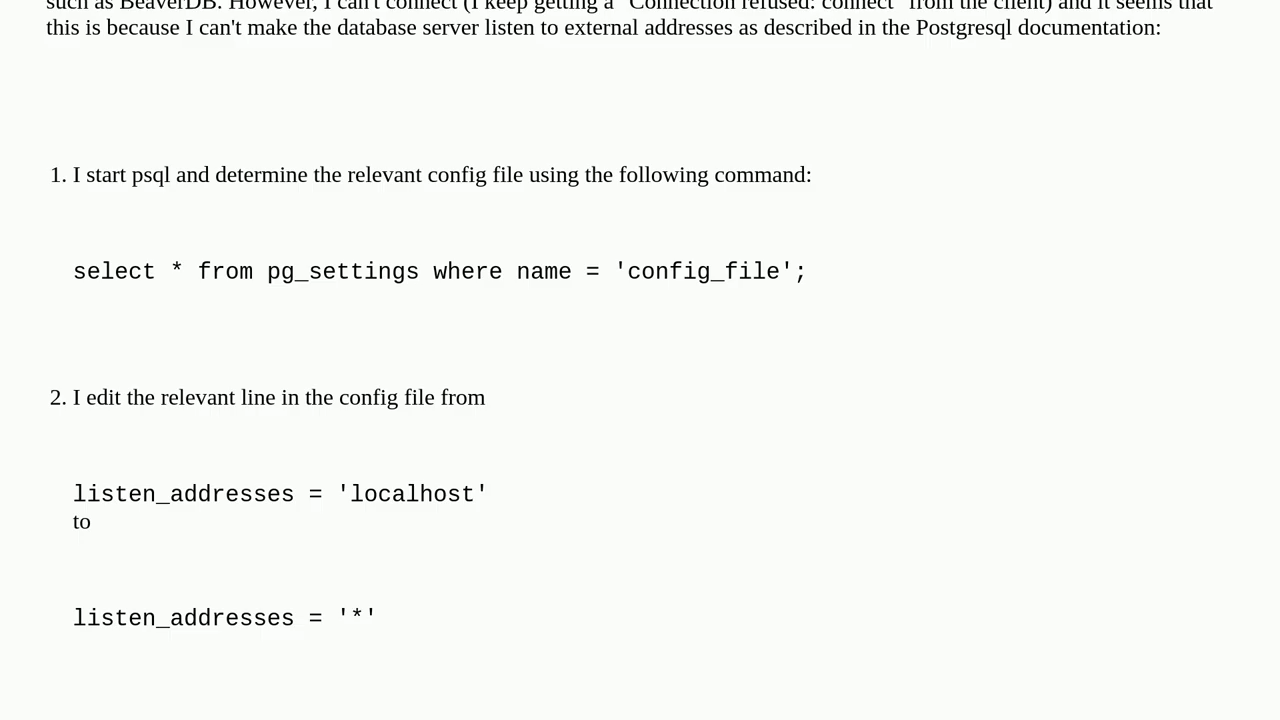 such as BeaverDB. However, I can't connect (I keep getting a "Connection refused: connect" from the client) and it seems that
this is because I can't make the database server listen to external addresses as described in the Postgresql documentation:
1. I start psql and determine the relevant config file using the following command:
select * from pg_settings where name = 'config_file';
2. I edit the relevant line in the config file from
listen_addresses = 'localhost'
to
listen_addresses = '*'